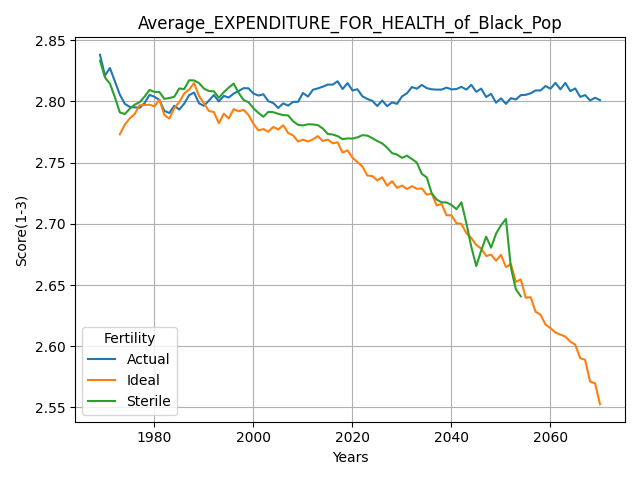 Average_EXPENDITURE_FOR_HEALTH_of_Black_Pop
Score(1-3)
2.85
2.80
2.75
2.70
2.65
2.60
2.55
Fertility
Actual
Ideal
Sterile
1980 2000 2020 2040 2060
Years